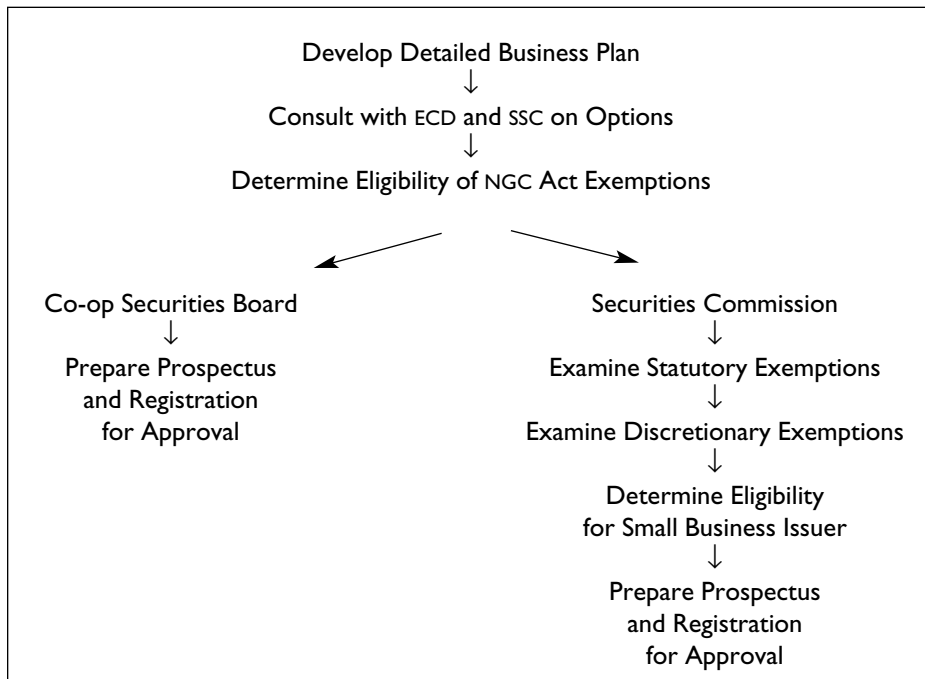 Develop Detailed Business Plan
↓
Consult with ECD and SSC on Options
↓
Determine Eligibility of NGC Act Exemptions
Co-op Securities Board
↓
Prepare Prospectus
and Registration
for Approval
Securities Commission
↓
Examine Statutory Exemptions
↓
Examine Discretionary Exemptions
↓
Determine Eligibility
for Small Business Issuer
↓
Prepare Prospectus
and Registration
for Approval